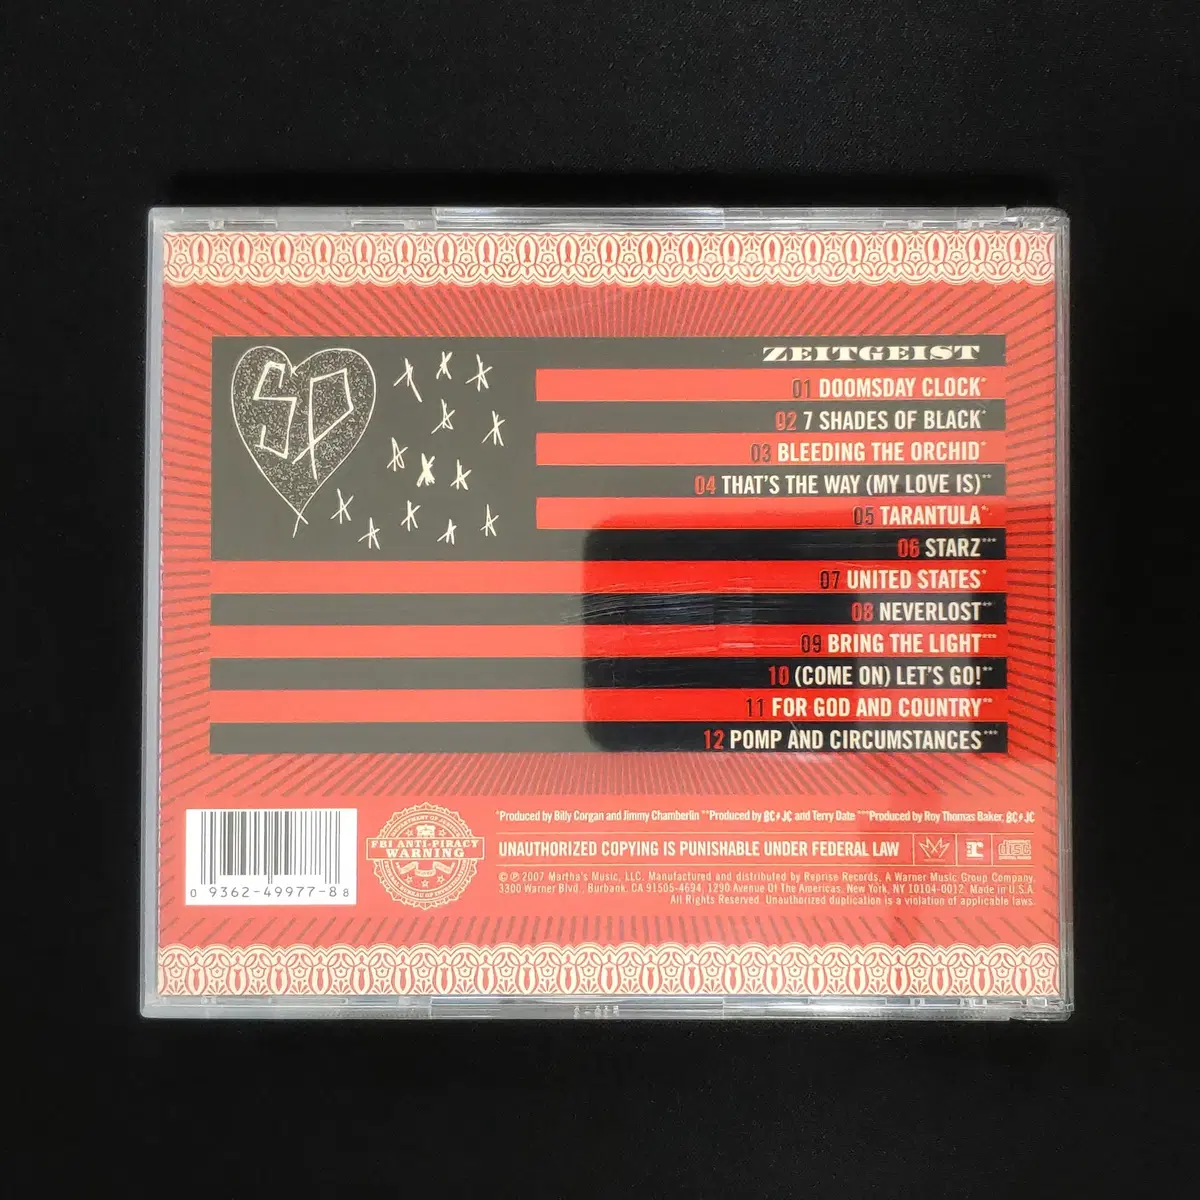 SP
ZEITGEIST
01 DOOMSDAY CLOCK*
02 7 SHADES OF BLACK*
03 BLEEDING THE ORCHID*
04 THAT'S THE WAY (MY LOVE IS)**
05 TARANTULA*
06 STARZ***
07 UNITED STATES*
08 NEVERLOST**
09 BRING THE LIGHT***
10 (COME ON) LET'S GO!**
11 FOR GOD AND COUNTRY**
12 POMP AND CIRCUMSTANCES***
*Produced by Billy Corgan and Jimmy Chamberlin **Produced by BC⚡JC and Terry Date ***Produced by Roy Thomas Baker, BC⚡JC
UNAUTHORIZED COPYING IS PUNISHABLE UNDER FEDERAL LAW
disc
© ℗ 2007 Martha's Music, LLC. Manufactured and distributed by Reprise Records, A Warner Music Group Company,
3300 Warner Blvd., Burbank, CA 91505-4694, 1290 Avenue Of The Americas, New York, NY 10104-0012. Made in U.S.A.
All Rights Reserved. Unauthorized duplication is a violation of applicable laws.
FBI ANTI-PIRACY
WARNING
0 9362-49977-8 8